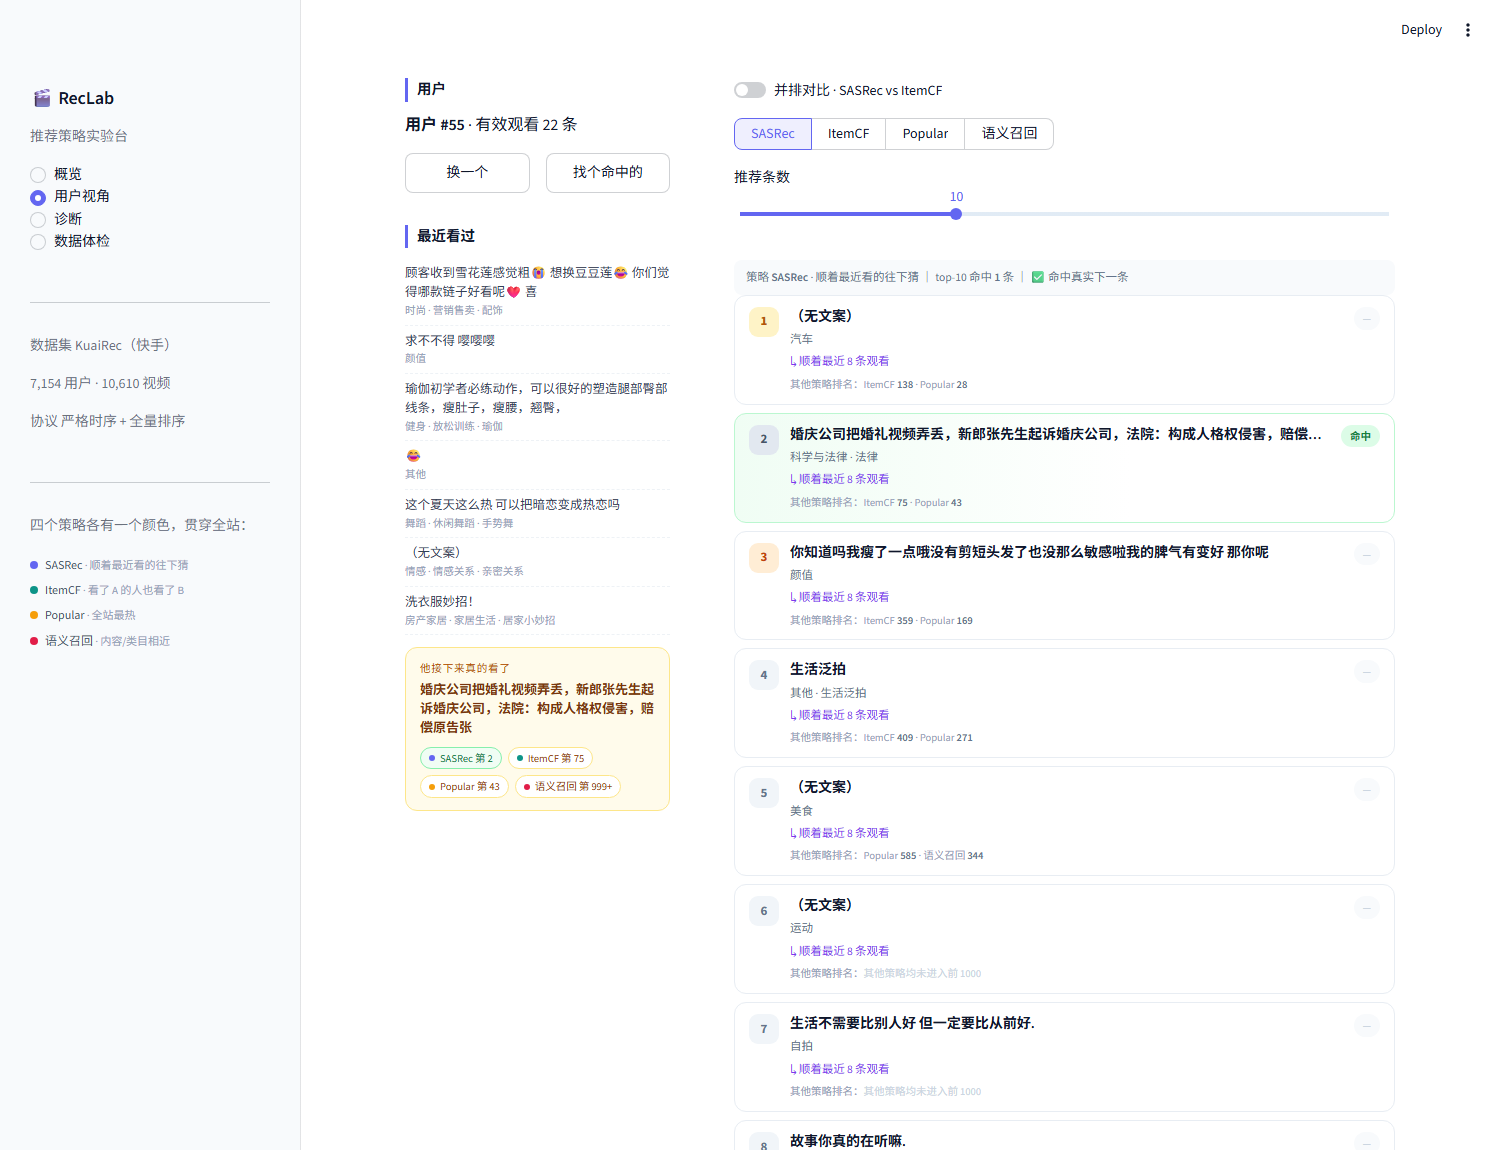 Deploy
🎬 RecLab
推荐策略实验台
概览
用户视角
诊断
数据体检
数据集 KuaiRec（快手）
7,154 用户 · 10,610 视频
协议 严格时序 + 全量排序
四个策略各有一个颜色，贯穿全站：
SASRec · 顺着最近看的往下猜
ItemCF · 看了 A 的人也看了 B
Popular · 全站最热
语义召回 · 内容/类目相近
用户
用户 #55 · 有效观看 22 条
换一个
找个命中的
最近看过
顾客收到雪花莲感觉粗🤯 想换豆豆莲😂 你们觉
得哪款链子好看呢💓 喜
时尚 · 营销售卖 · 配饰
求不不得 嘤嘤嘤
颜值
瑜伽初学者必练动作，可以很好的塑造腿部臀部
线条，瘦肚子，瘦腰，翘臀，
健身 · 放松训练 · 瑜伽
😂
其他
这个夏天这么热 可以把暗恋变成热恋吗
舞蹈 · 休闲舞蹈 · 手势舞
（无文案）
情感 · 情感关系 · 亲密关系
洗衣服妙招！
房产家居 · 家居生活 · 居家小妙招
他接下来真的看了
婚庆公司把婚礼视频弄丢，新郎张先生起
诉婚庆公司，法院：构成人格权侵害，赔
偿原告张
SASRec 第 2
ItemCF 第 75
Popular 第 43
语义召回 第 999+
并排对比 · SASRec vs ItemCF
SASRec
ItemCF
Popular
语义召回
推荐条数
10
策略 SASRec · 顺着最近看的往下猜 | top-10 命中 1 条 | ✅ 命中真实下一条
1
（无文案）
—
汽车
↳顺着最近 8 条观看
其他策略排名：ItemCF 138 · Popular 28
2
婚庆公司把婚礼视频弄丢，新郎张先生起诉婚庆公司，法院：构成人格权侵害，赔偿…
命中
科学与法律 · 法律
↳顺着最近 8 条观看
其他策略排名：ItemCF 75 · Popular 43
3
你知道吗我瘦了一点哦没有剪短头发了也没那么敏感啦我的脾气有变好 那你呢
—
颜值
↳顺着最近 8 条观看
其他策略排名：ItemCF 359 · Popular 169
4
生活泛拍
—
其他 · 生活泛拍
↳顺着最近 8 条观看
其他策略排名：ItemCF 409 · Popular 271
5
（无文案）
—
美食
↳顺着最近 8 条观看
其他策略排名：Popular 585 · 语义召回 344
6
（无文案）
—
运动
↳顺着最近 8 条观看
其他策略排名：其他策略均未进入前 1000
7
生活不需要比别人好 但一定要比从前好.
—
自拍
↳顺着最近 8 条观看
其他策略排名：其他策略均未进入前 1000
8
故事你真的在听嘛.
—